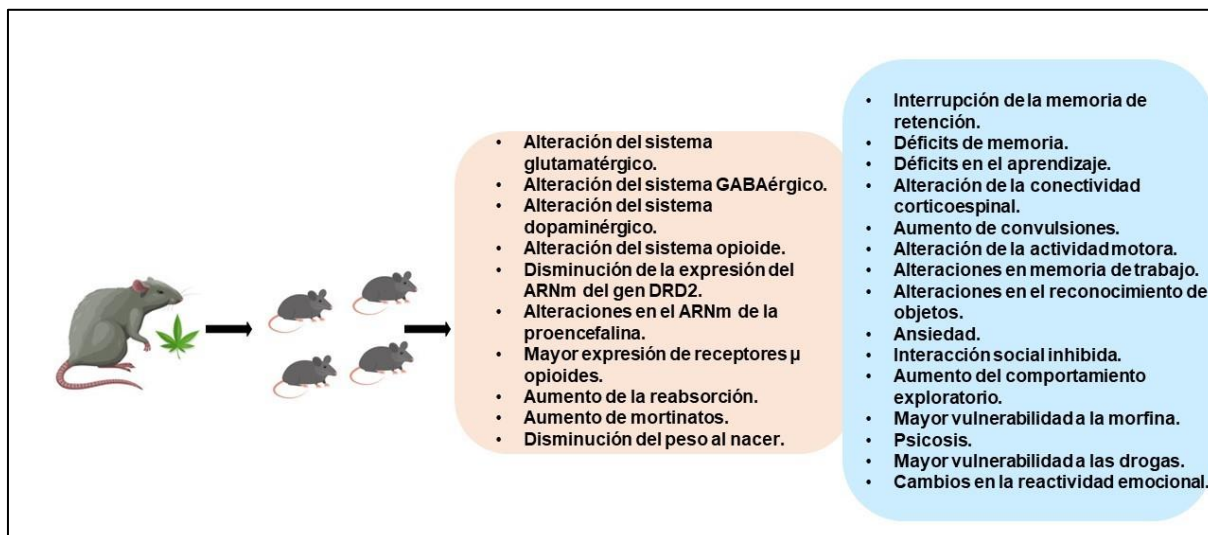 • Alteración del sistema
glutamatérgico.
• Alteración del sistema GABAérgico.
• Alteración del sistema
dopaminérgico.
• Alteración del sistema opioide.
• Disminución de la expresión del
ARNm del gen DRD2.
• Alteraciones en el ARNm de la
proencefalina.
• Mayor expresión de receptores µ
opioides.
• Aumento de la reabsorción.
• Aumento de mortinatos.
• Disminución del peso al nacer.
• Interrupción de la memoria de
retención.
• Déficits de memoria.
• Déficits en el aprendizaje.
• Alteración de la conectividad
corticoespinal.
• Aumento de convulsiones.
• Alteración de la actividad motora.
• Alteraciones en memoria de trabajo.
• Alteraciones en el reconocimiento de
objetos.
• Ansiedad.
• Interacción social inhibida.
• Aumento del comportamiento
exploratorio.
• Mayor vulnerabilidad a la morfina.
• Psicosis.
• Mayor vulnerabilidad a las drogas.
• Cambios en la reactividad emocional.